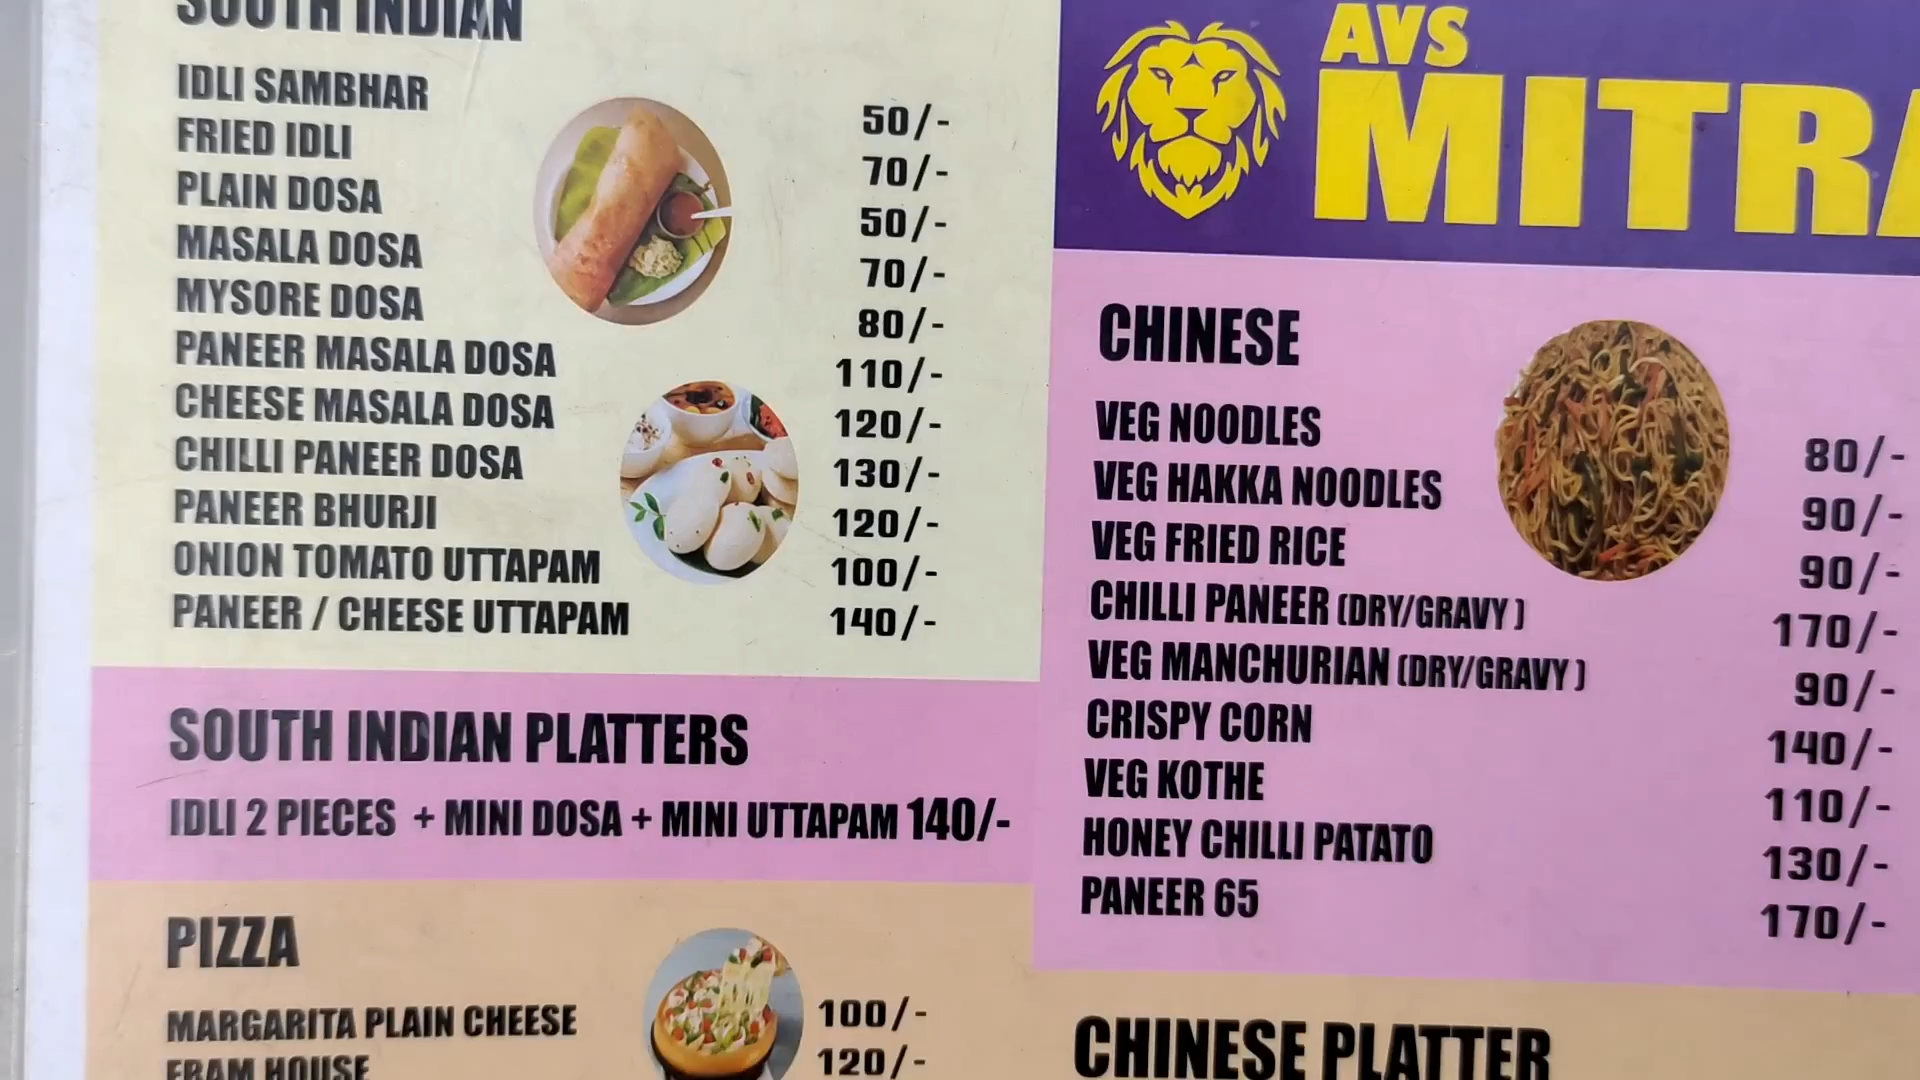 SOUTH INDIAN
IDLI SAMBHAR 50/-
FRIED IDLI 70/-
PLAIN DOSA 50/-
MASALA DOSA 70/-
MYSORE DOSA 80/-
PANEER MASALA DOSA 110/-
CHEESE MASALA DOSA 120/-
CHILLI PANEER DOSA 130/-
PANEER BHURJI 120/-
ONION TOMATO UTTAPAM 100/-
PANEER / CHEESE UTTAPAM 140/-
SOUTH INDIAN PLATTERS
IDLI 2 PIECES + MINI DOSA + MINI UTTAPAM 140/-
PIZZA
MARGARITA PLAIN CHEESE 100/-
FRAM HOUSE 120/-
AVS
MITRA
CHINESE
VEG NOODLES 80/-
VEG HAKKA NOODLES 90/-
VEG FRIED RICE 90/-
CHILLI PANEER (DRY/GRAVY ) 170/-
VEG MANCHURIAN (DRY/GRAVY ) 90/-
CRISPY CORN 140/-
VEG KOTHE 110/-
HONEY CHILLI PATATO 130/-
PANEER 65 170/-
CHINESE PLATTER